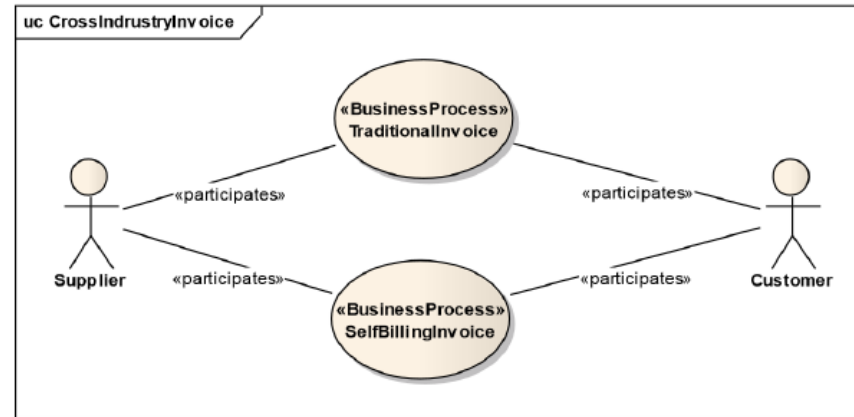 uc CrossIndrustryInvoice
«BusinessProcess»
TraditionalInvoice
«participates»
«participates»
Supplier
Customer
«participates»
«participates»
«BusinessProcess»
SelfBillingInvoice